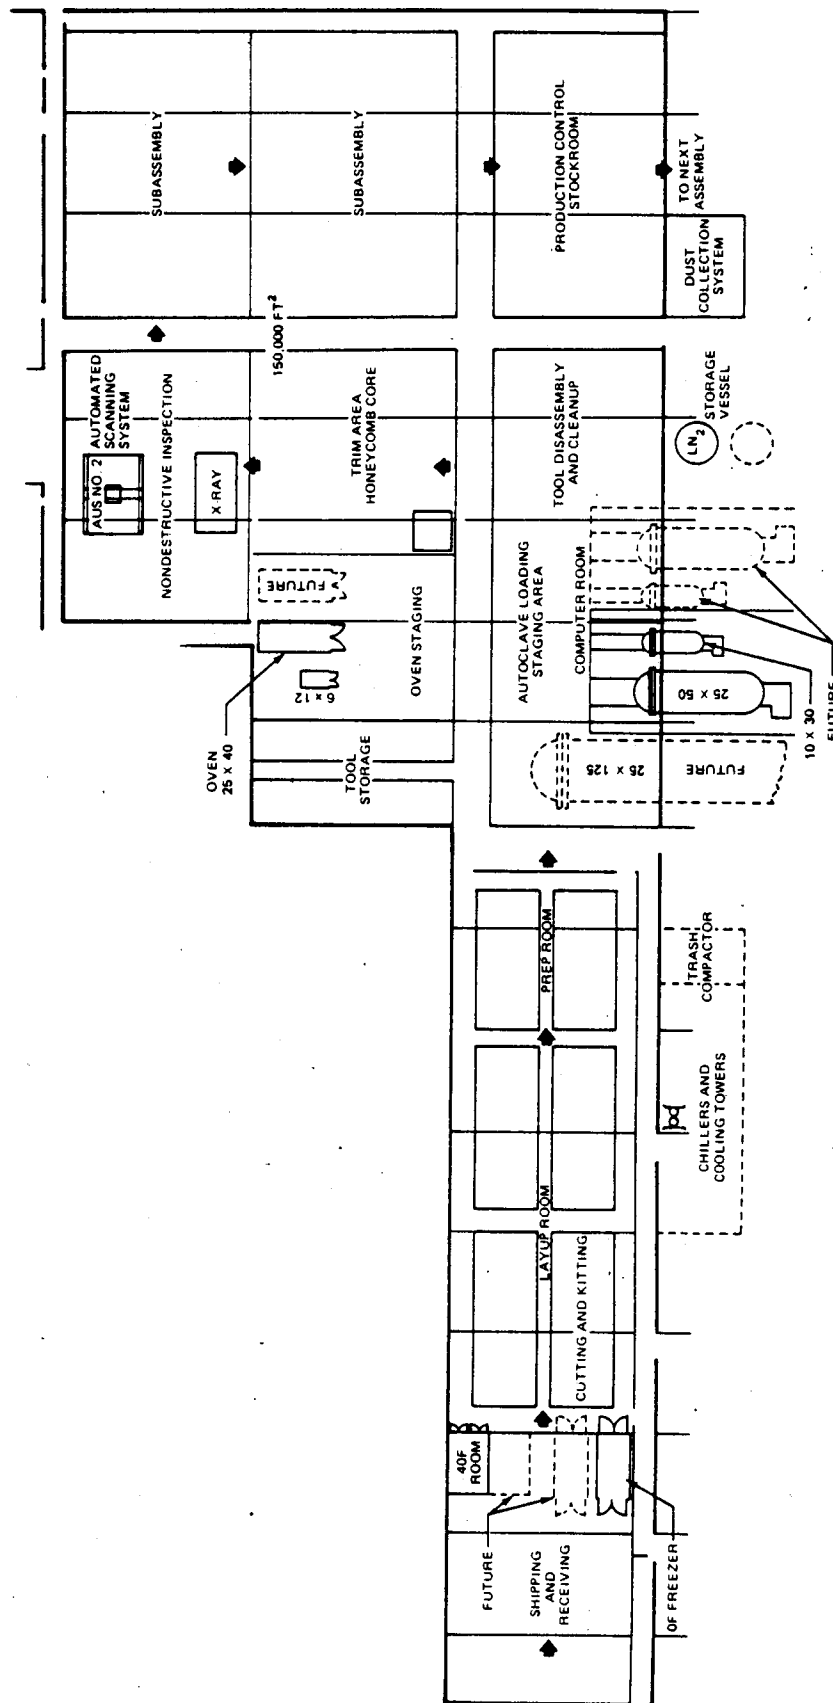 SUBASSEMBLY
SUBASSEMBLY
PRODUCTION CONTROL
STOCKROOM
TO NEXT
ASSEMBLY
DUST
COLLECTION
SYSTEM
150,000 FT²
AUTOMATED
SCANNING
SYSTEM
AUS NO. 2
NONDESTRUCTIVE INSPECTION
X-RAY
TRIM AREA
HONEYCOMB CORE
TOOL DISASSEMBLY
AND CLEANUP
LN₂
STORAGE
VESSEL
FUTURE
OVEN STAGING
6 x 12
OVEN
25 X 40
TOOL
STORAGE
AUTOCLAVE LOADING
STAGING AREA
COMPUTER ROOM
25 x 50
10 X 30
FUTURE
25 x 125
FUTURE
PREP ROOM
TRASH
COMPACTOR
CHILLERS AND
COOLING TOWERS
LAYUP ROOM
CUTTING AND KITTING
40F
ROOM
FUTURE
SHIPPING
AND
RECEIVING
OF FREEZER